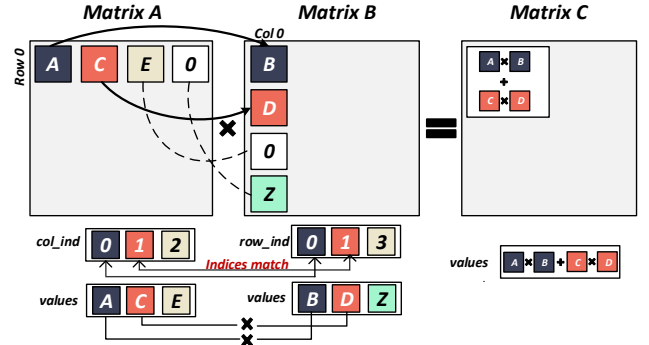 Matrix A
Matrix B
Matrix C
Col 0
Row 0
A C E 0
B
D
0
Z
×
=
A × B
+
C × D
col_ind 0 1 2
row_ind 0 1 3
Indices match
values A C E
values B D Z
values A × B + C × D
×
×